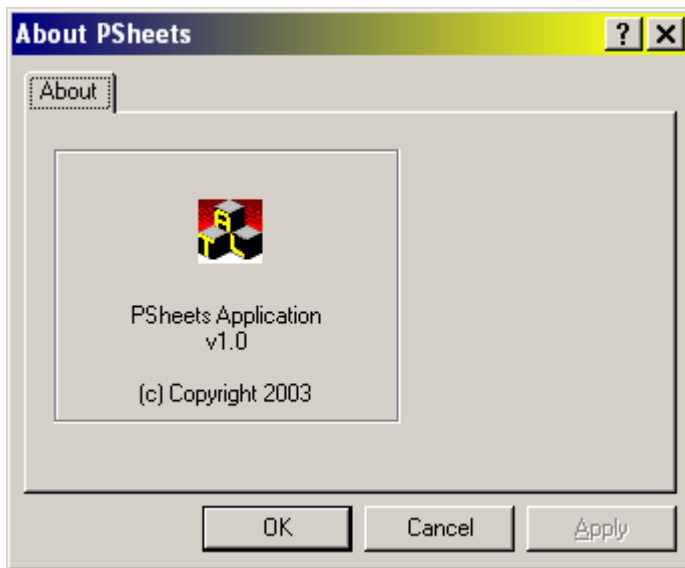 About PSheets
?
About
PSheets Application
v1.0
(c) Copyright 2003
OK
Cancel
Apply